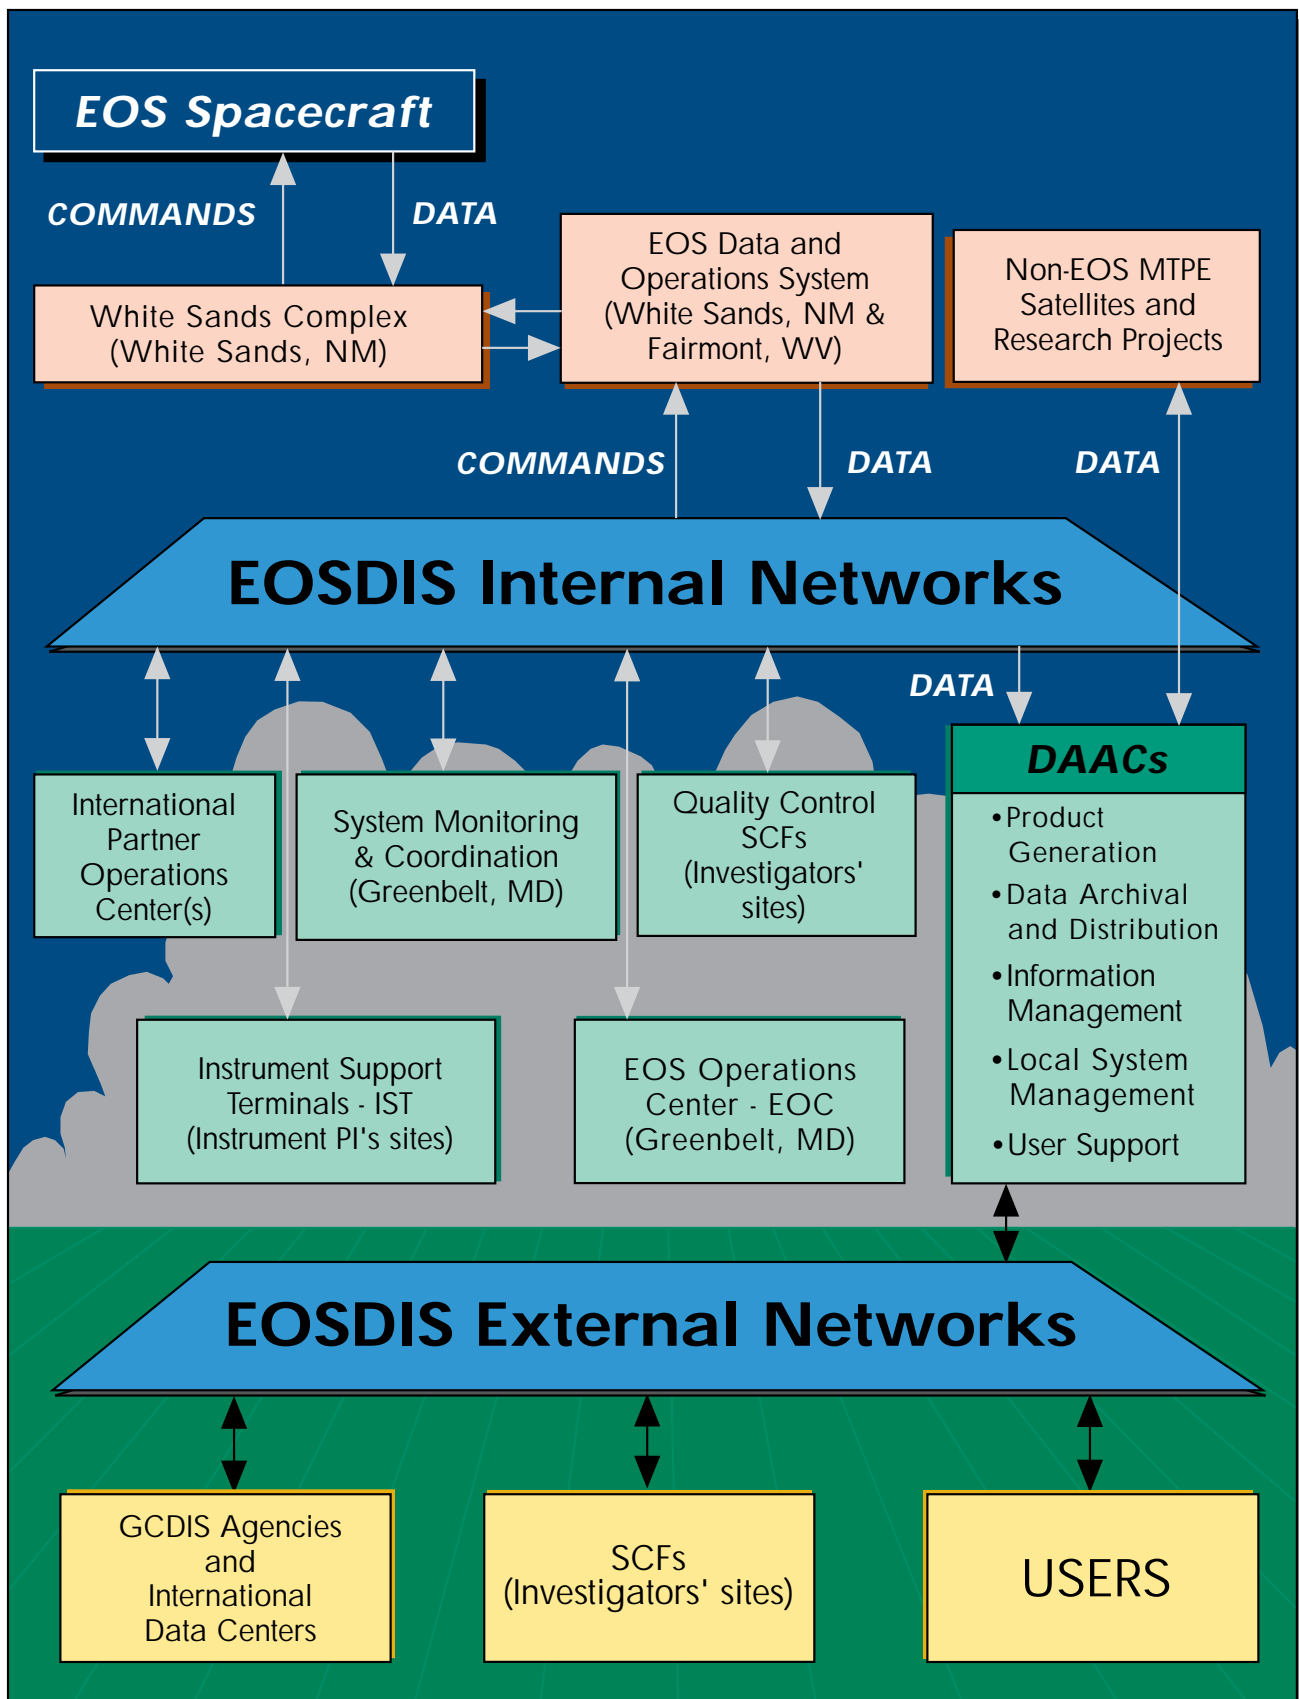 EOS Spacecraft
COMMANDS
DATA
White Sands Complex
(White Sands, NM)
EOS Data and
Operations System
(White Sands, NM &
Fairmont, WV)
Non-EOS MTPE
Satellites and
Research Projects
COMMANDS
DATA
DATA
EOSDIS Internal Networks
DATA
International
Partner
Operations
Center(s)
System Monitoring
& Coordination
(Greenbelt, MD)
Quality Control
SCFs
(Investigators'
sites)
DAACs
•Product
Generation
•Data Archival
and Distribution
•Information
Management
•Local System
Management
•User Support
Instrument Support
Terminals - IST
(Instrument PI's sites)
EOS Operations
Center - EOC
(Greenbelt, MD)
EOSDIS External Networks
GCDIS Agencies
and
International
Data Centers
SCFs
(Investigators' sites)
USERS